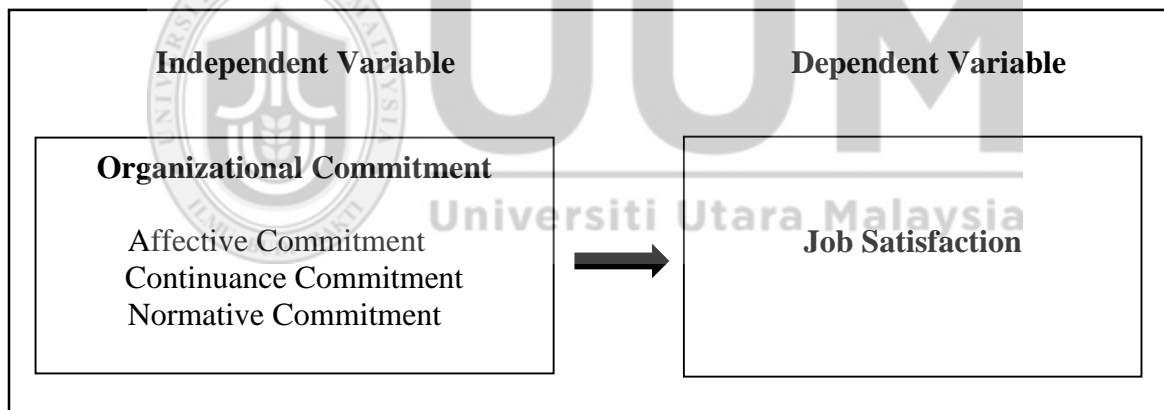 Independent Variable
Dependent Variable
Organizational Commitment
Affective Commitment
Continuance Commitment
Normative Commitment
Job Satisfaction
UUM
Universiti Utara Malaysia